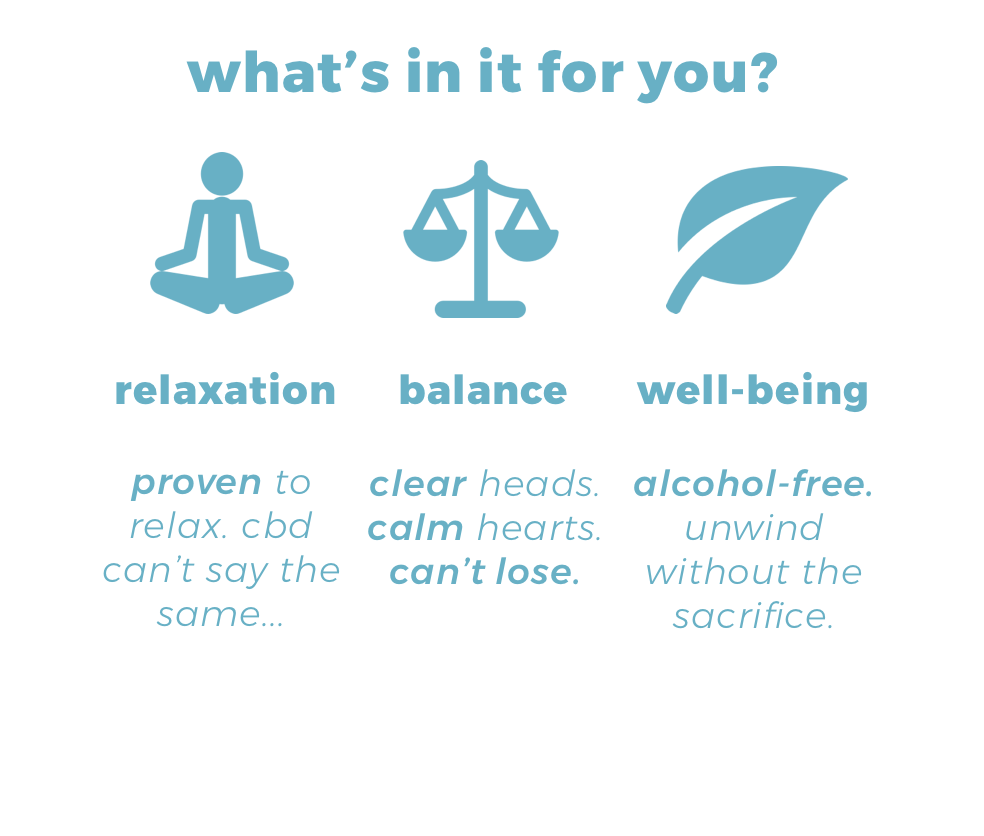 what’s in it for you?
relaxation
proven to
relax. cbd
can’t say the
same...
balance
clear heads.
calm hearts.
can’t lose.
well-being
alcohol-free.
unwind
without the
sacrifice.